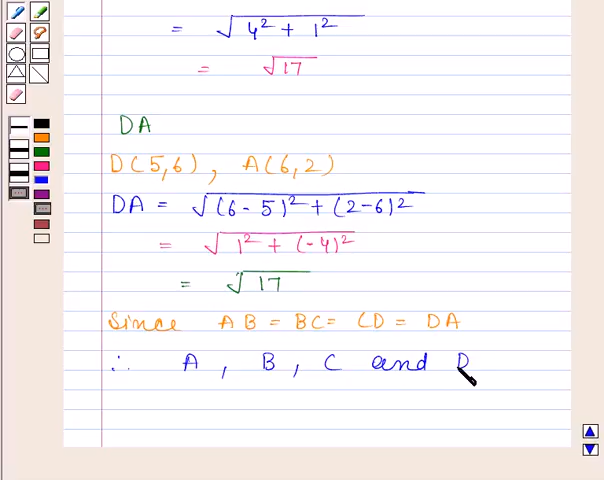 = √4² + 1²
= √17
DA
D(5,6), A(6,2)
DA = √(6-5)² + (2-6)²
= √1² + (-4)²
= √17
Since AB = BC = CD = DA
∴ A, B, C and D